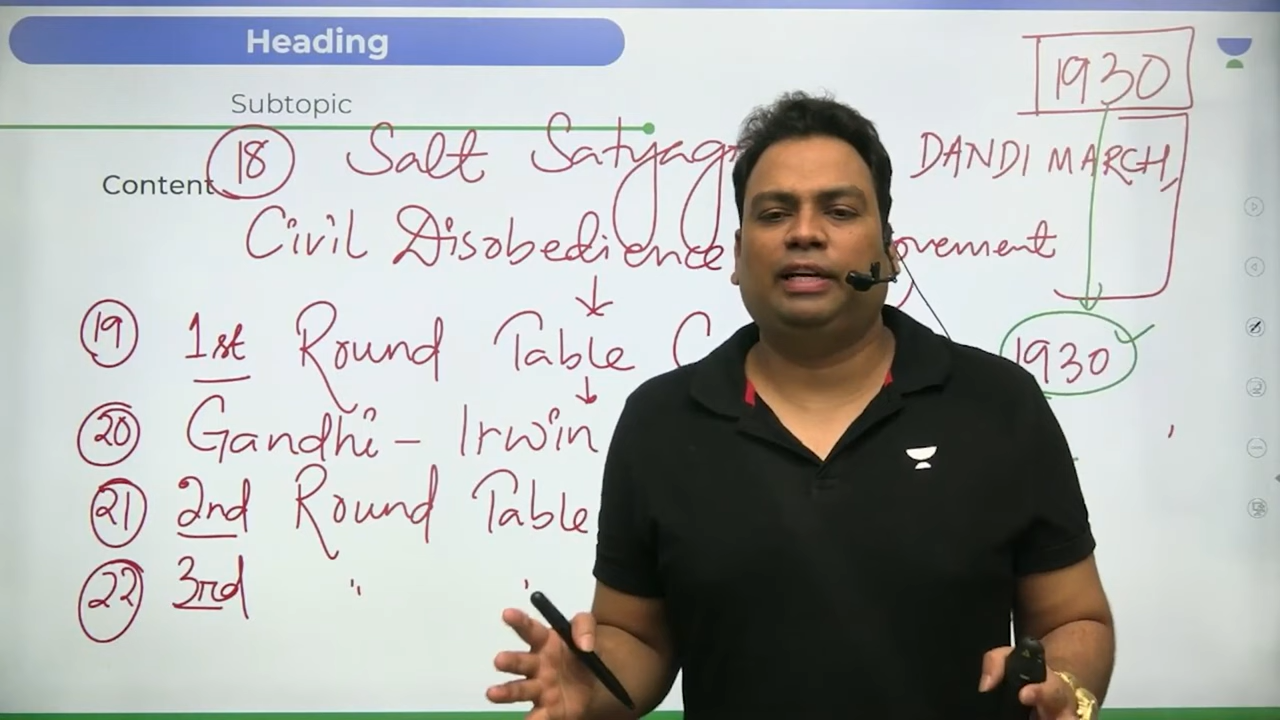 Heading
1930
Subtopic
18 Salt Satyagr DANDI MARCH,
Content
Civil Disobedience ovement
19 1st Round Table C 1930
20 Gandhi - Irwin
21 2nd Round Table
22 3rd " "